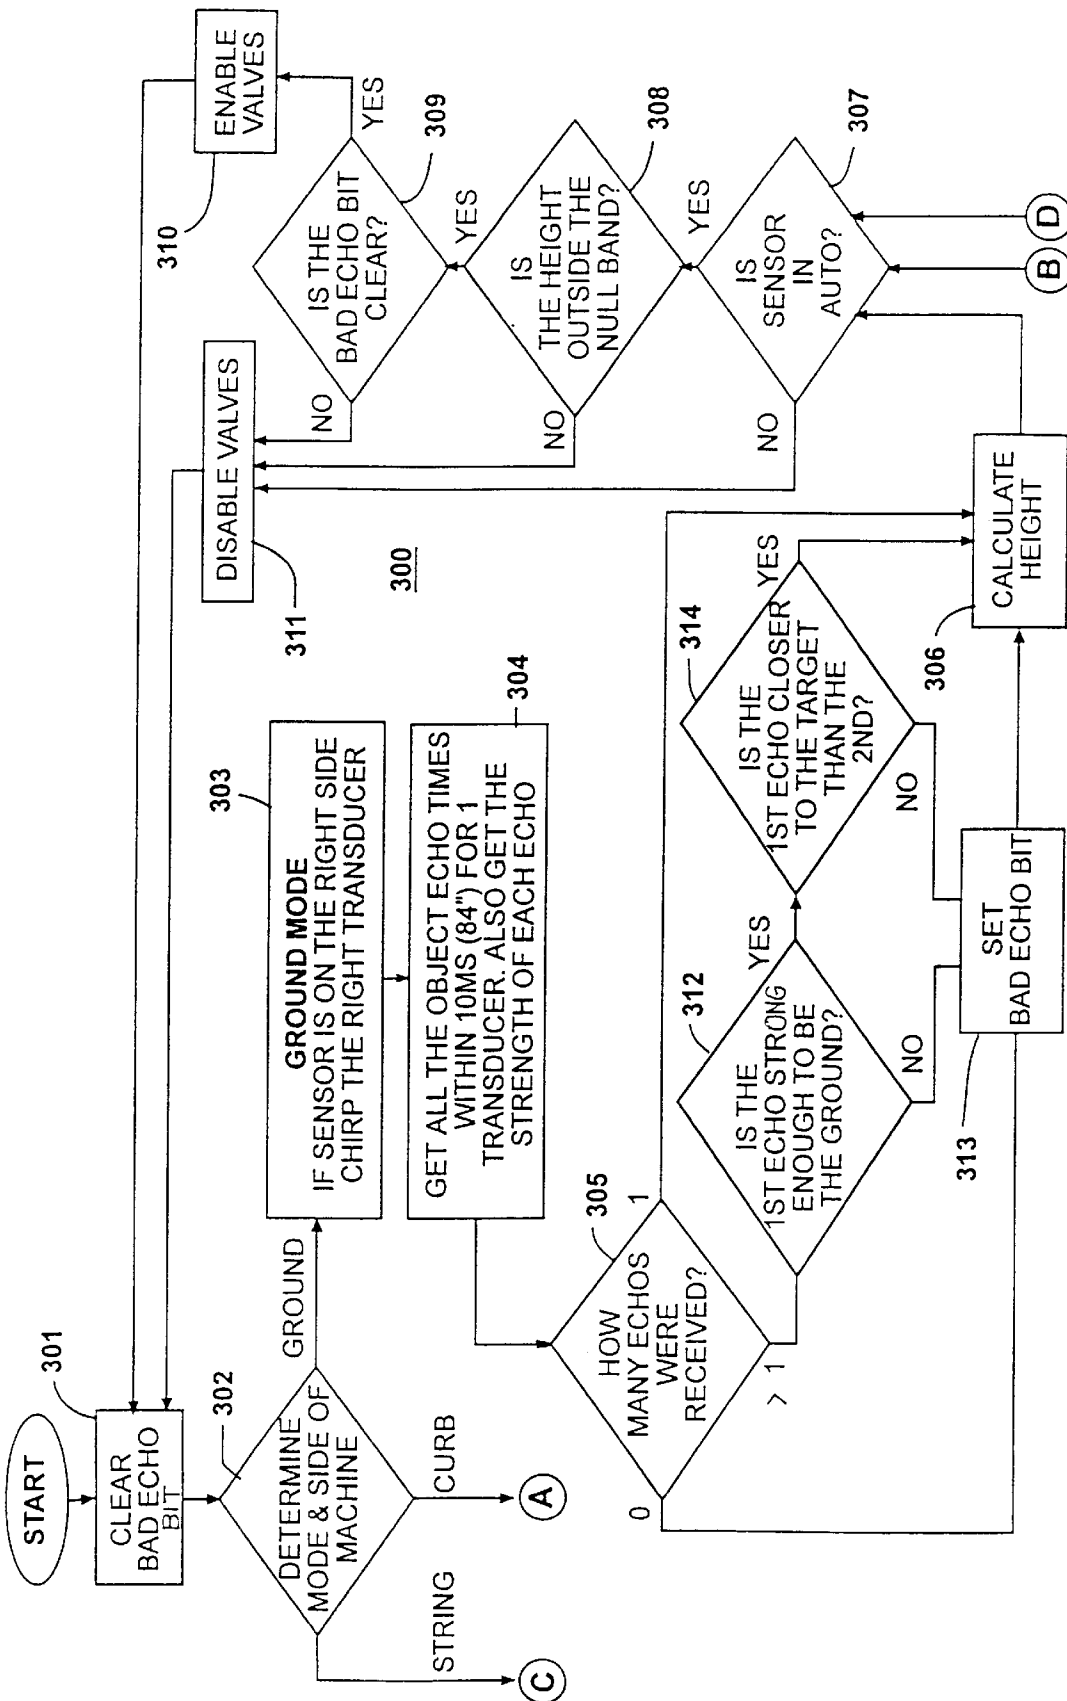 START
301
CLEAR
BAD ECHO
BIT
302
DETERMINE
MODE & SIDE OF
MACHINE
STRING
C
CURB
A
GROUND
303
GROUND MODE
IF SENSOR IS ON THE RIGHT SIDE
CHIRP THE RIGHT TRANSDUCER
304
GET ALL THE OBJECT ECHO TIMES
WITHIN 10MS (84") FOR 1
TRANSDUCER. ALSO GET THE
STRENGTH OF EACH ECHO
305
HOW
MANY ECHOS
WERE
RECEIVED?
0
> 1
1
312
IS THE
1ST ECHO STRONG
ENOUGH TO BE
THE GROUND?
YES
NO
314
IS THE
1ST ECHO CLOSER
TO THE TARGET
THAN THE
2ND?
YES
NO
313
SET
BAD ECHO BIT
306
CALCULATE
HEIGHT
300
B
D
307
IS
SENSOR
IN
AUTO?
YES
NO
308
IS
THE HEIGHT
OUTSIDE THE
NULL BAND?
YES
NO
309
IS THE
BAD ECHO BIT
CLEAR?
YES
NO
310
ENABLE
VALVES
311
DISABLE VALVES